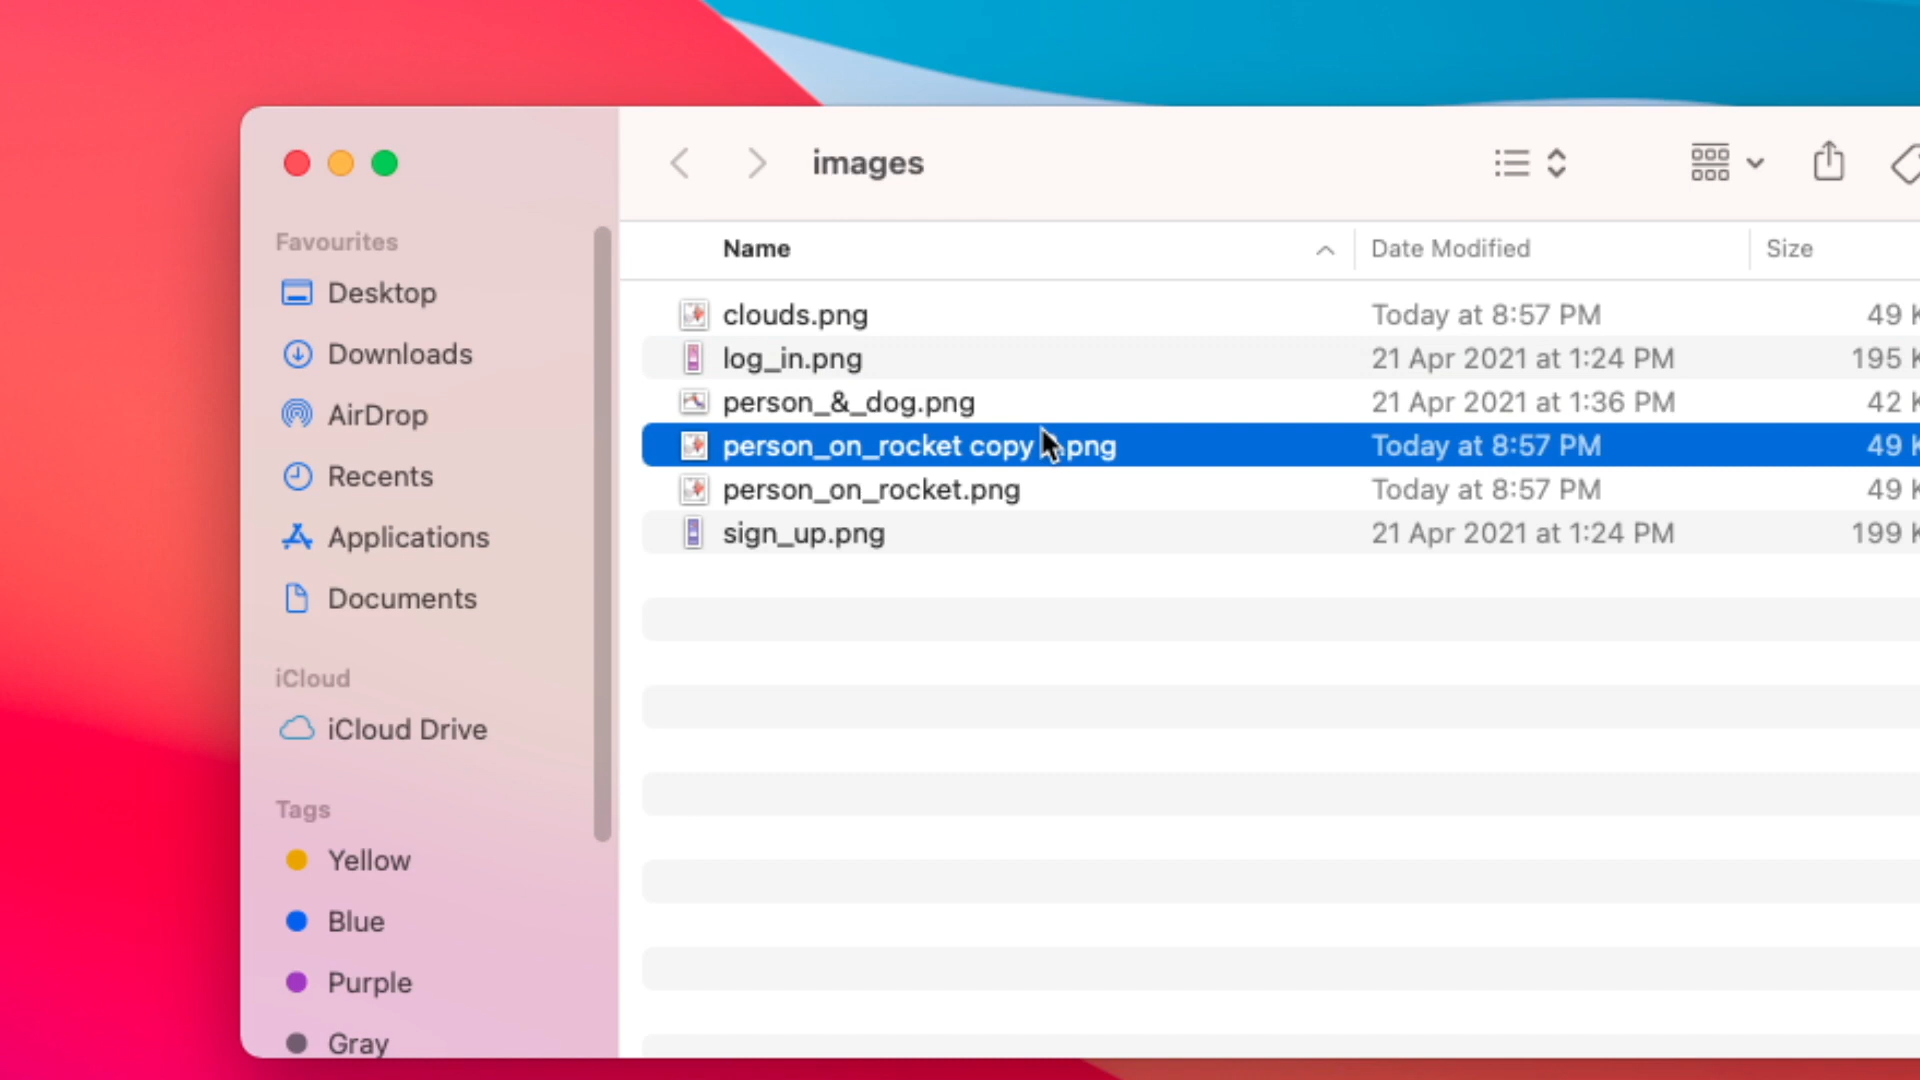 images
Favourites
Desktop
Downloads
AirDrop
Recents
Applications
Documents
iCloud
iCloud Drive
Tags
Yellow
Blue
Purple
Gray
Name Date Modified Size
clouds.png Today at 8:57 PM 49
log_in.png 21 Apr 2021 at 1:24 PM 195
person_&_dog.png 21 Apr 2021 at 1:36 PM 42
person_on_rocket copy .png Today at 8:57 PM 49
person_on_rocket.png Today at 8:57 PM 49
sign_up.png 21 Apr 2021 at 1:24 PM 199